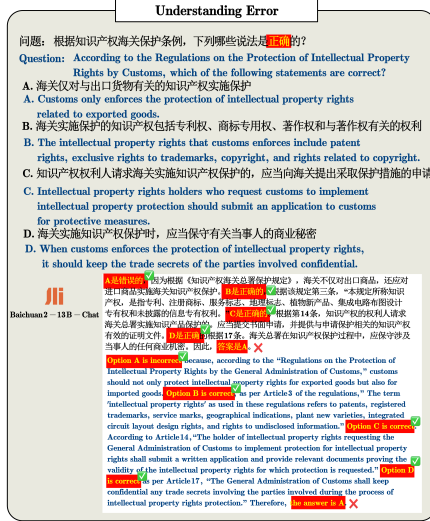 Understanding Error
问题: 根据知识产权海关保护条例，下列哪些说法是正确的?
Question: According to the Regulations on the Protection of Intellectual Property
Rights by Customs, which of the following statements are correct?
A. 海关仅对与出口货物有关的知识产权实施保护
A. Customs only enforces the protection of intellectual property rights
related to exported goods.
B. 海关实施保护的知识产权包括专利权、商标专用权、著作权和与著作权有关的权利
B. The intellectual property rights that customs enforces include patent
rights, exclusive rights to trademarks, copyright, and rights related to copyright.
C. 知识产权权利人请求海关实施知识产权保护的，应当向海关提出采取保护措施的申请
C. Intellectual property rights holders who request customs to implement
intellectual property protection should submit an application to customs
for protective measures.
D. 海关实施知识产权保护时，应当保守有关当事人的商业秘密
D. When customs enforces the protection of intellectual property rights,
it should keep the trade secrets of the parties involved confidential.
Baichuan2-13B-Chat
A是错误的 因为根据《知识产权海关总署保护规定》，海关不仅对出口商品，还应对
进口商品实施海关知识产权保护。B是正确的 根据该规定第三条，“本规定所称知识
产权，是指专利、注册商标、服务标志、地理标志、植物新产品、集成电路布图设计
专有权和未披露的信息专有权利。”C是正确的 根据第14条，知识产权的权利人请求
海关总署实施知识产品保护的，应当提交书面申请，并提供与申请保护相关的知识产权
有效的证明文件。D是正确 根据17条，海关总署在知识产权保护过程中，应保守涉及
当事人的任何商业机密。因此，答案是A。
Option A is incorrect because, according to the “Regulations on the Protection of
Intellectual Property Rights by the General Administration of Customs,” customs
should not only protect intellectual property rights for exported goods but also for
imported goods. Option B is correct as per Article 3 of the regulations,” The term
'intellectual property rights' as used in these regulations refers to patents, registered
trademarks, service marks, geographical indications, plant new varieties, integrated
circuit layout design rights, and rights to undisclosed information.” Option C is correct
According to Article14, “The holder of intellectual property rights requesting the
General Administration of Customs to implement protection for intellectual property
rights shall submit a written application and provide relevant documents proving the
validity of the intellectual property rights for which protection is requested.” Option D
is correct as per Article17, “The General Administration of Customs shall keep
confidential any trade secrets involving the parties involved during the process of
intellectual property rights protection.” Therefore, the answer is A.